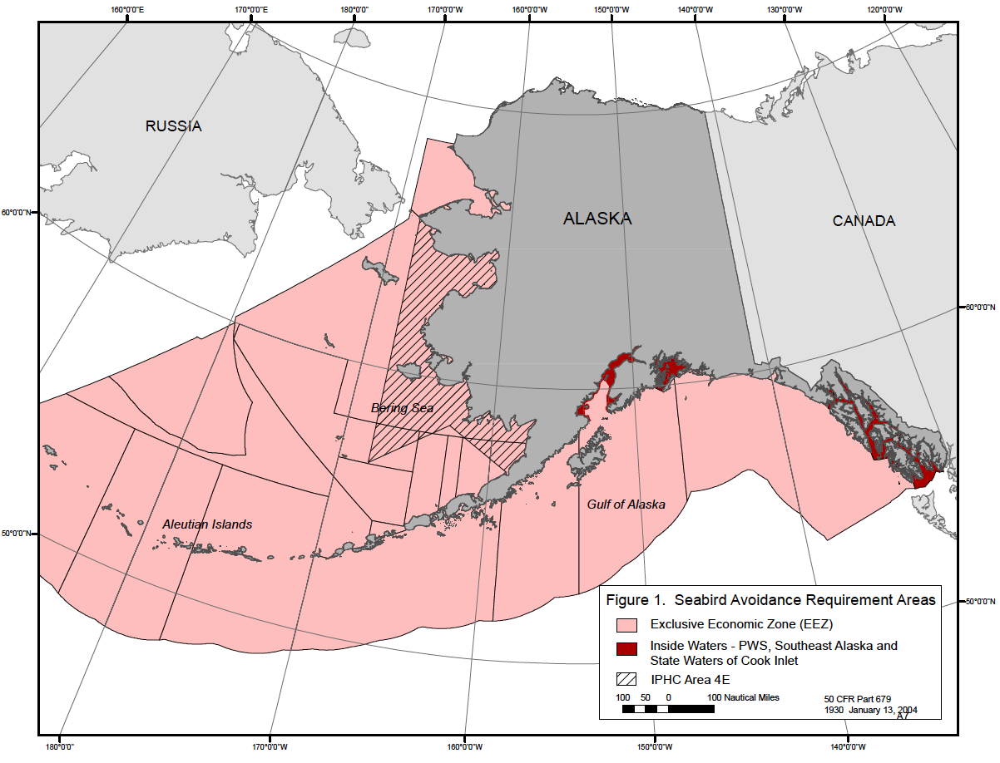 160°0'0"E 170°0'0"E 180°0'0" 170°0'0"W 160°0'0"W 150°0'0"W 140°0'0"W 130°0'0"W 120°0'0"W
RUSSIA
ALASKA
CANADA
60°0'0"N
60°0'0"N
Bering Sea
Gulf of Alaska
Aleutian Islands
50°0'0"N
50°0'0"N
Figure 1. Seabird Avoidance Requirement Areas
Exclusive Economic Zone (EEZ)
Inside Waters - PWS, Southeast Alaska and
State Waters of Cook Inlet
IPHC Area 4E
100 50 0 100 Nautical Miles
50 CFR Part 679
1930 January 13, 2004
A7
180°0'0" 170°0'0"W 160°0'0"W 150°0'0"W 140°0'0"W